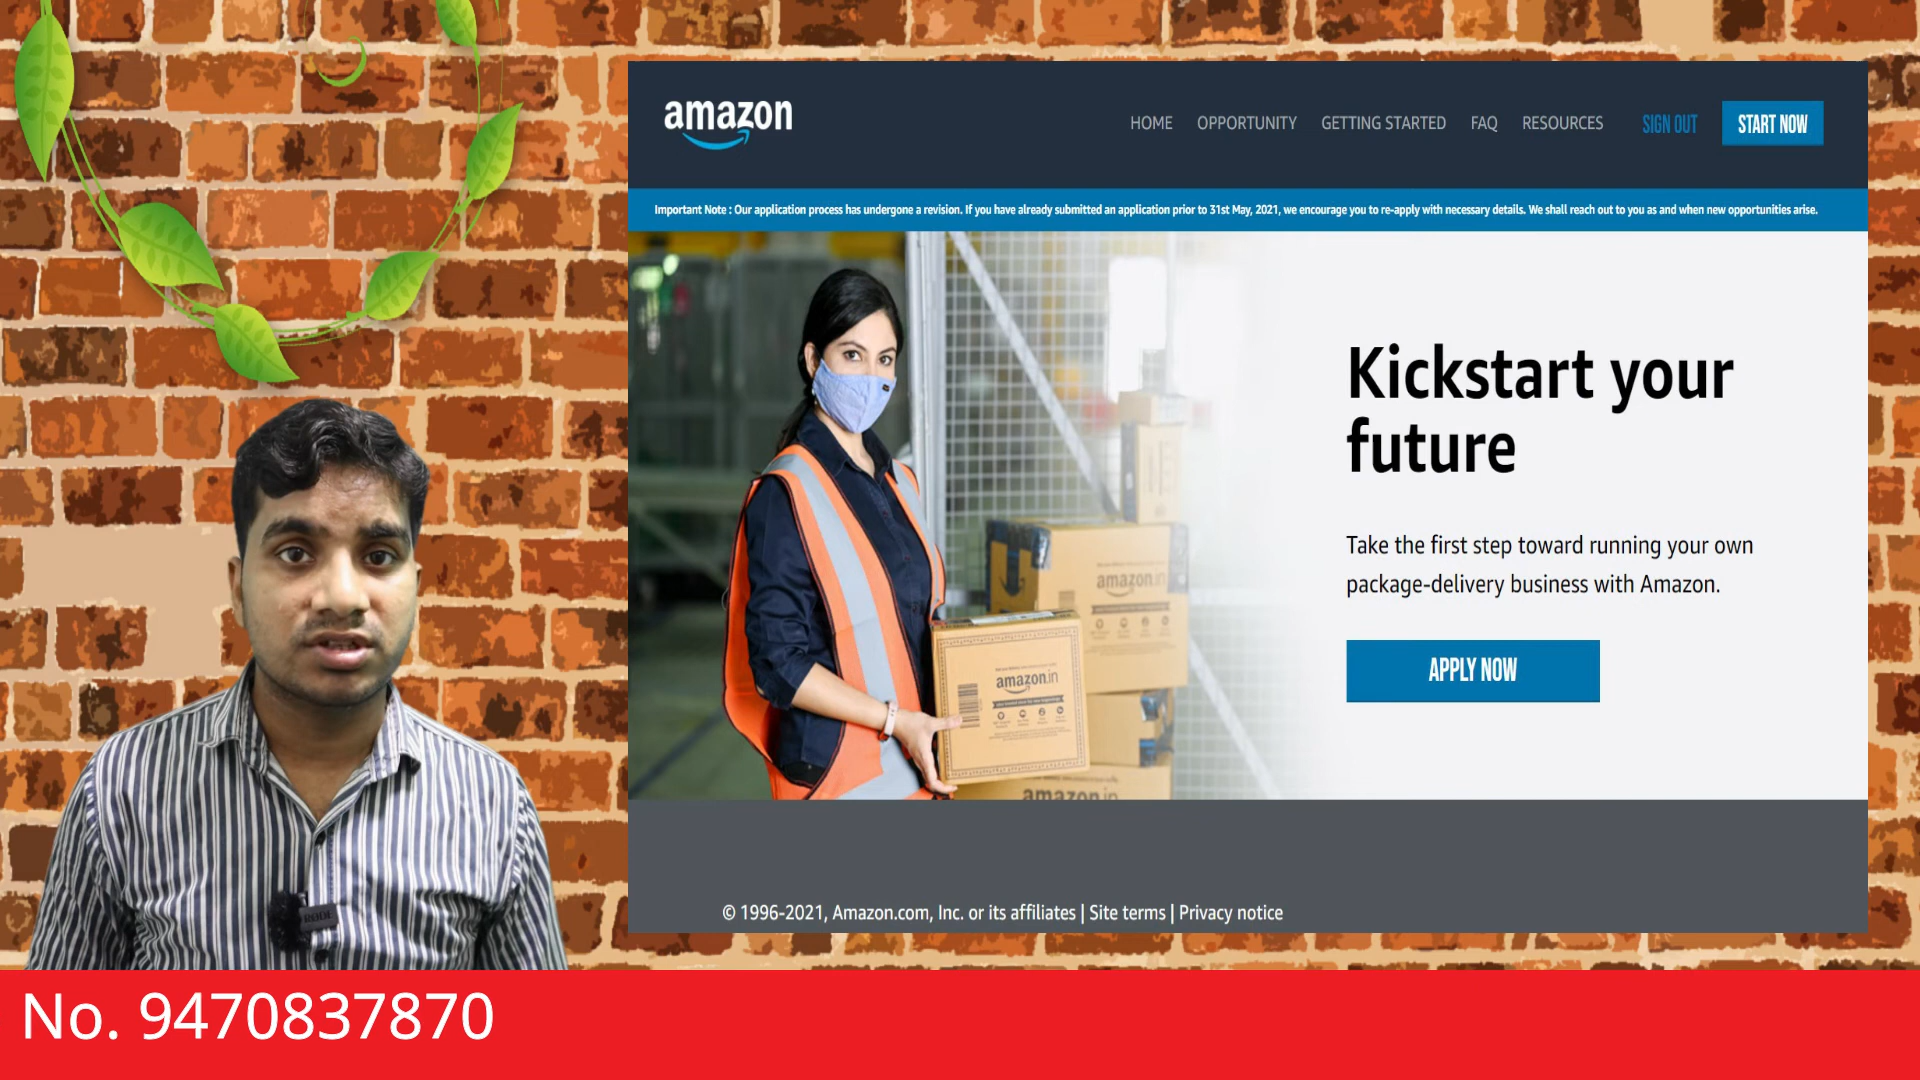 amazon
HOME OPPORTUNITY GETTING STARTED FAQ RESOURCES SIGN OUT START NOW
Important Note : Our application process has undergone a revision. If you have already submitted an application prior to 31st May, 2021, we encourage you to re-apply with necessary details. We shall reach out to you as and when new opportunities arise.
Kickstart your
future
Take the first step toward running your own
package-delivery business with Amazon.
APPLY NOW
amazon.in
amazon.in
amazon.in
RODE
© 1996-2021, Amazon.com, Inc. or its affiliates | Site terms | Privacy notice
No. 9470837870